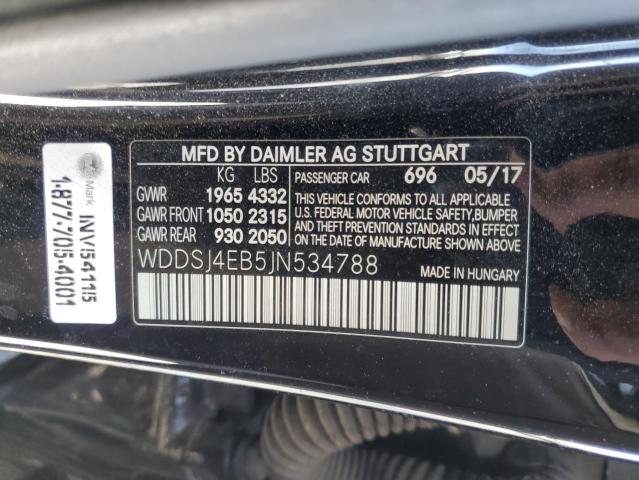 MFD BY DAIMLER AG STUTTGART
KG LBS
GVWR 1965 4332
GAWR FRONT 1050 2315
GAWR REAR 930 2050
PASSENGER CAR 696 05/17
THIS VEHICLE CONFORMS TO ALL APPLICABLE
U.S. FEDERAL MOTOR VEHICLE SAFETY, BUMPER
AND THEFT PREVENTION STANDARDS IN EFFECT
ON THE DATE OF MANUFACTURE SHOWN ABOVE
MADE IN HUNGARY
WDDSJ4EB5JN534788
Mark
INV154115
1-877-705-4001